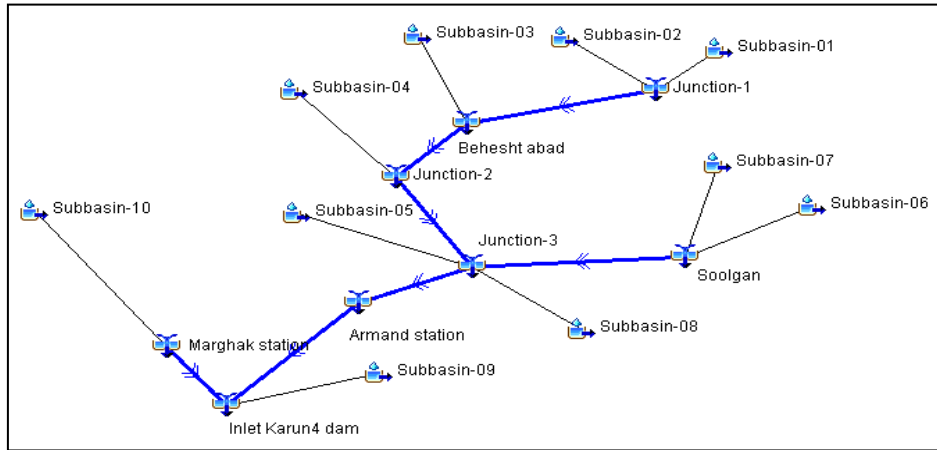 Subbasin-03
Subbasin-02
Subbasin-01
Subbasin-04
Junction-1
Behesht abad
Subbasin-07
Junction-2
Subbasin-10
Subbasin-05
Subbasin-06
Junction-3
Soolgan
Subbasin-08
Armand station
Marghak station
Subbasin-09
Inlet Karun4 dam